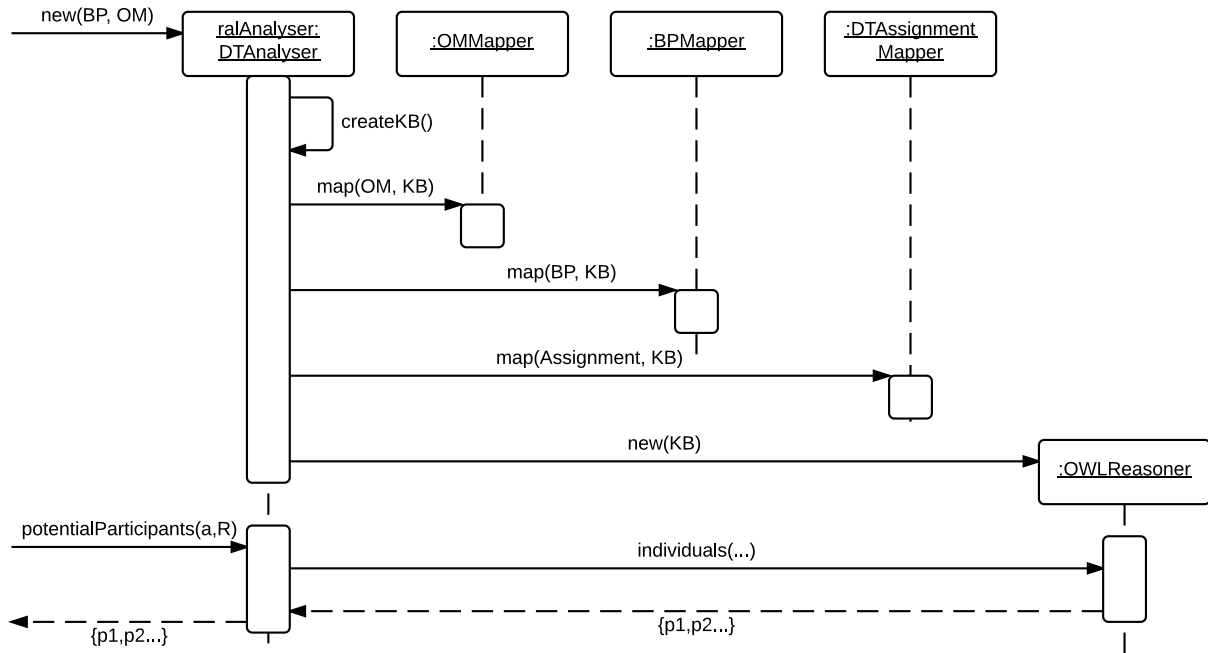 new(BP, OM)
ralAnalyser:
DTAnalyser
:OMMapper
:BPMapper
:DTAssignment
Mapper
createKB()
map(OM, KB)
map(BP, KB)
map(Assignment, KB)
new(KB)
:OWLReasoner
potentialParticipants(a,R)
individuals(...)
{p1,p2...}
{p1,p2...}